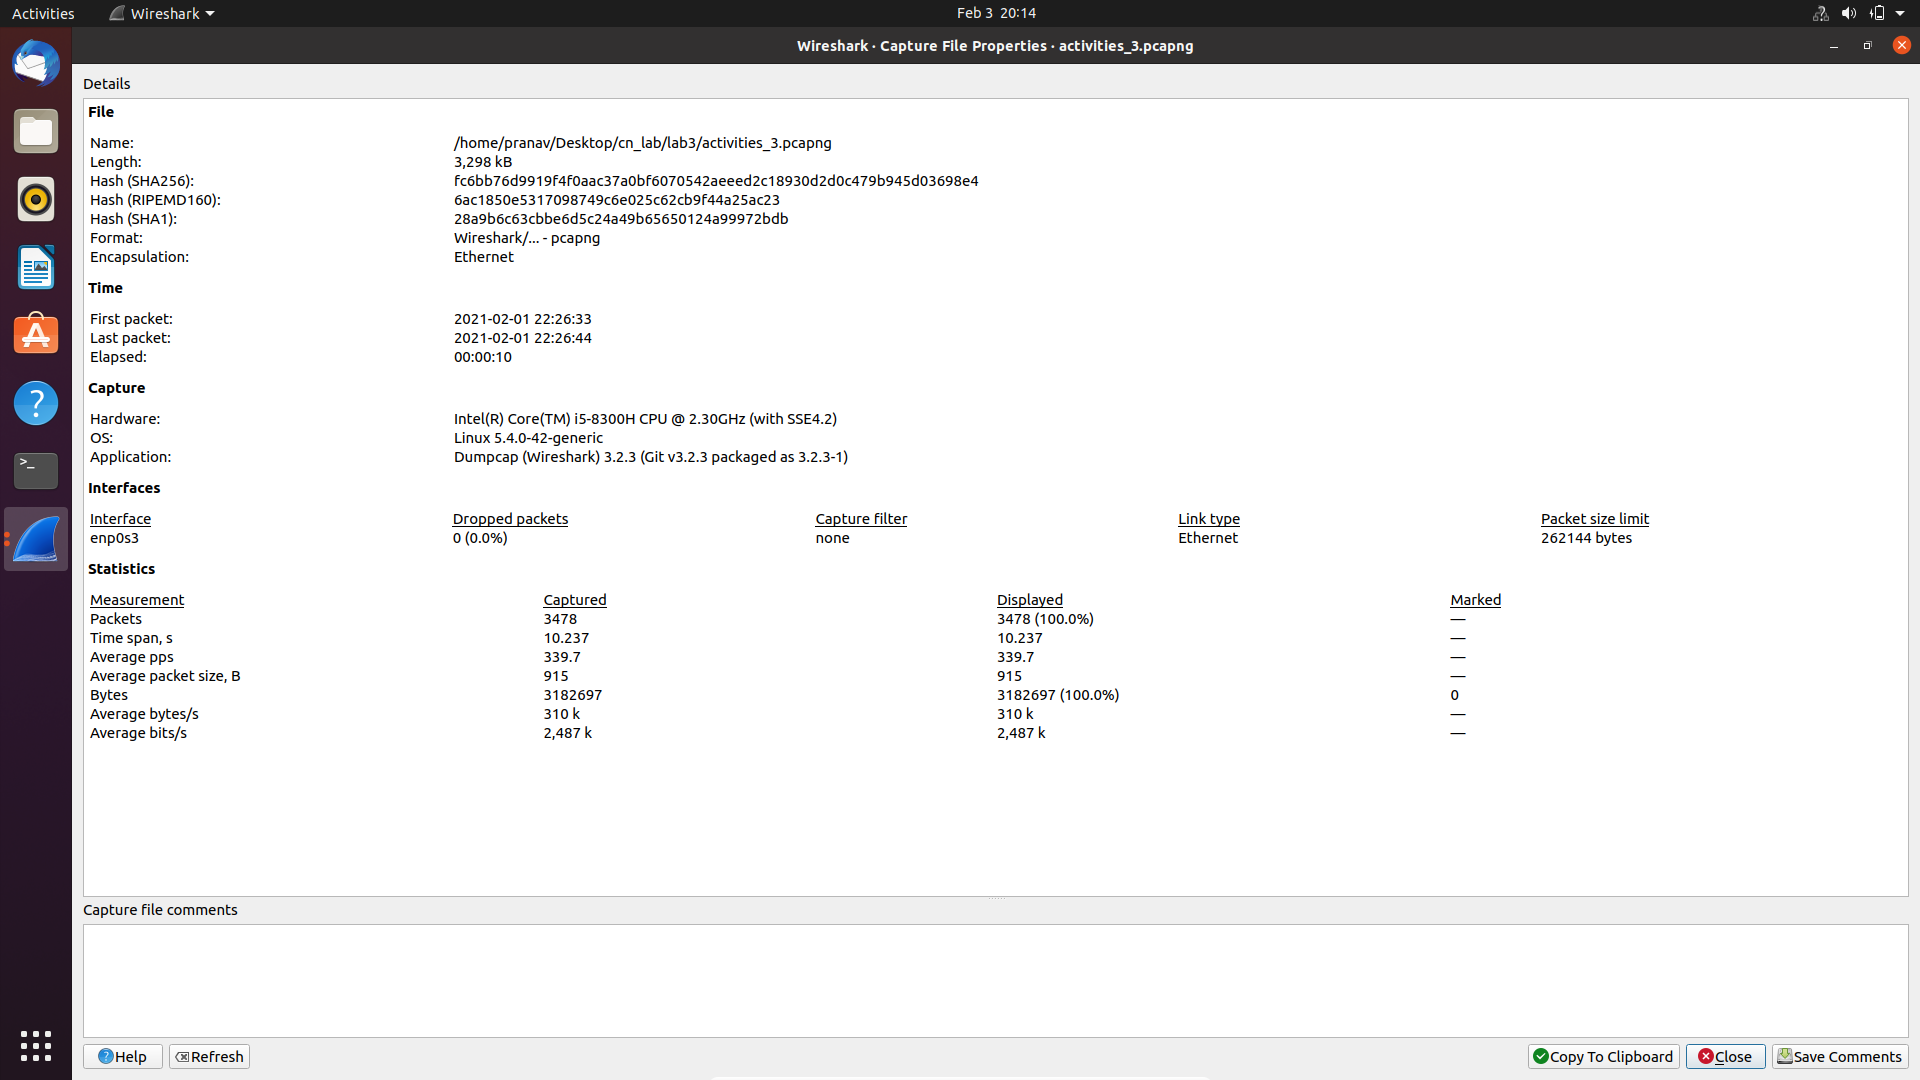 Activities Wireshark Feb 3 20:14
Wireshark · Capture File Properties · activities_3.pcapng
Details
File
Name: /home/pranav/Desktop/cn_lab/lab3/activities_3.pcapng
Length: 3,298 kB
Hash (SHA256): fc6bb76d9919f4f0aac37a0bf6070542aeeed2c18930d2d0c479b945d03698e4
Hash (RIPEMD160): 6ac1850e5317098749c6e025c62cb9f44a25ac23
Hash (SHA1): 28a9b6c63cbbe6d5c24a49b65650124a99972bdb
Format: Wireshark/... - pcapng
Encapsulation: Ethernet
Time
First packet: 2021-02-01 22:26:33
Last packet: 2021-02-01 22:26:44
Elapsed: 00:00:10
Capture
Hardware: Intel(R) Core(TM) i5-8300H CPU @ 2.30GHz (with SSE4.2)
OS: Linux 5.4.0-42-generic
Application: Dumpcap (Wireshark) 3.2.3 (Git v3.2.3 packaged as 3.2.3-1)
Interfaces
Interface Dropped packets Capture filter Link type Packet size limit
enp0s3 0 (0.0%) none Ethernet 262144 bytes
Statistics
Measurement Captured Displayed Marked
Packets 3478 3478 (100.0%) —
Time span, s 10.237 10.237 —
Average pps 339.7 339.7 —
Average packet size, B 915 915 —
Bytes 3182697 3182697 (100.0%) 0
Average bytes/s 310 k 310 k —
Average bits/s 2,487 k 2,487 k —
Capture file comments
Help Refresh Copy To Clipboard Close Save Comments